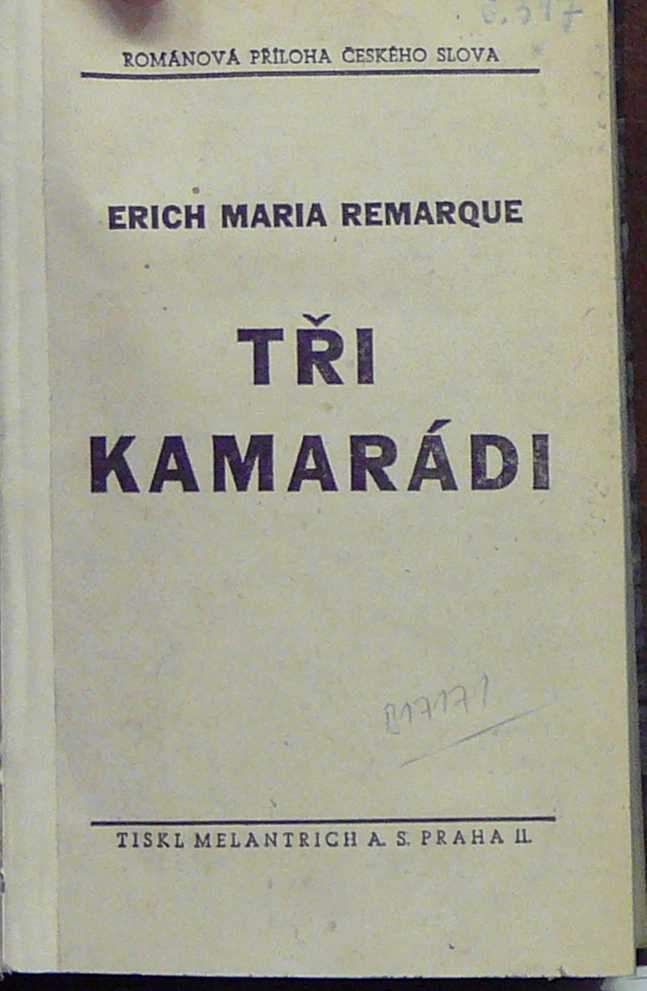 ROMÁNOVÁ PŘÍLOHA ČESKÉHO SLOVA
ERICH MARIA REMARQUE
TŘI
KAMARÁDI
TISKL MELANTRICH A. S. PRAHA II.